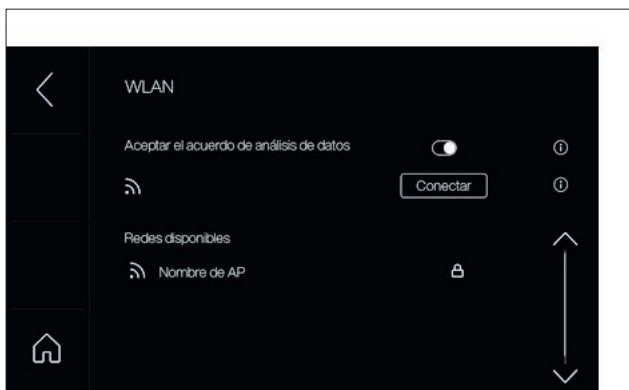 WLAN
Aceptar el acuerdo de análisis de datos
Conectar
Redes disponibles
Nombre de AP